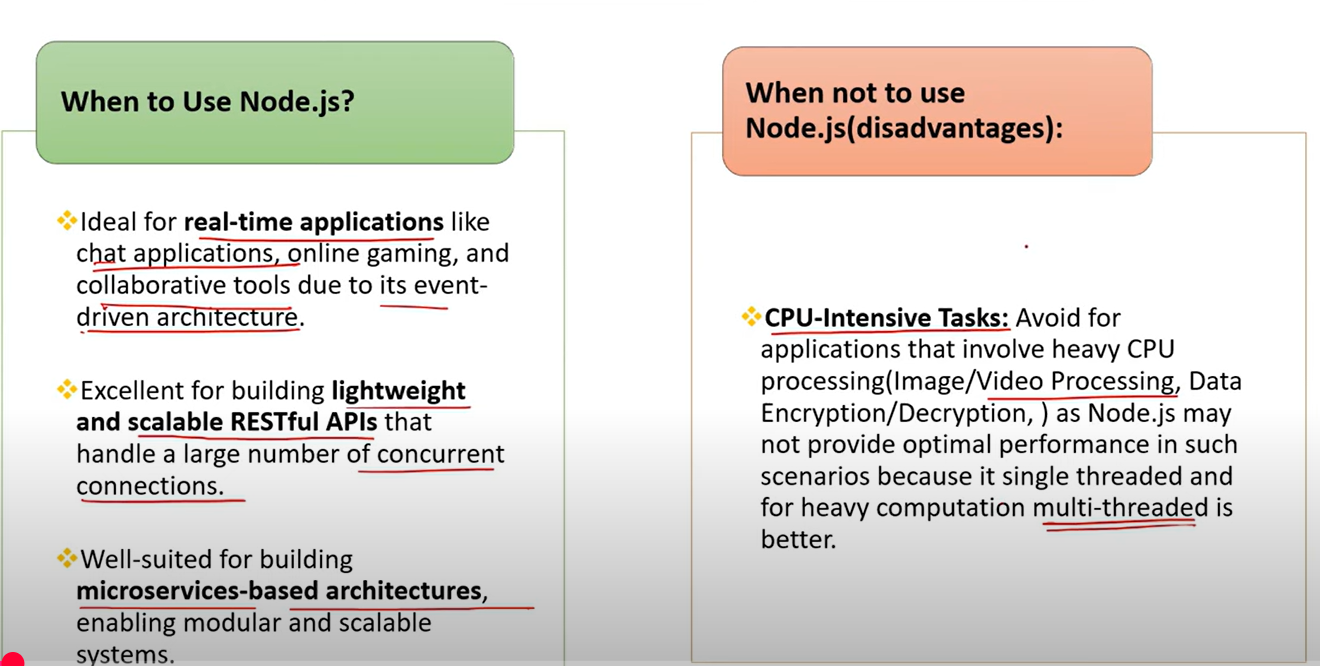 When to Use Node.js?
❖Ideal for real-time applications like
chat applications, online gaming, and
collaborative tools due to its event-
driven architecture.
❖Excellent for building lightweight
and scalable RESTful APIs that
handle a large number of concurrent
connections.
❖Well-suited for building
microservices-based architectures,
enabling modular and scalable
systems.
When not to use
Node.js(disadvantages):
❖CPU-Intensive Tasks: Avoid for
applications that involve heavy CPU
processing(Image/Video Processing, Data
Encryption/Decryption, ) as Node.js may
not provide optimal performance in such
scenarios because it single threaded and
for heavy computation multi-threaded is
better.